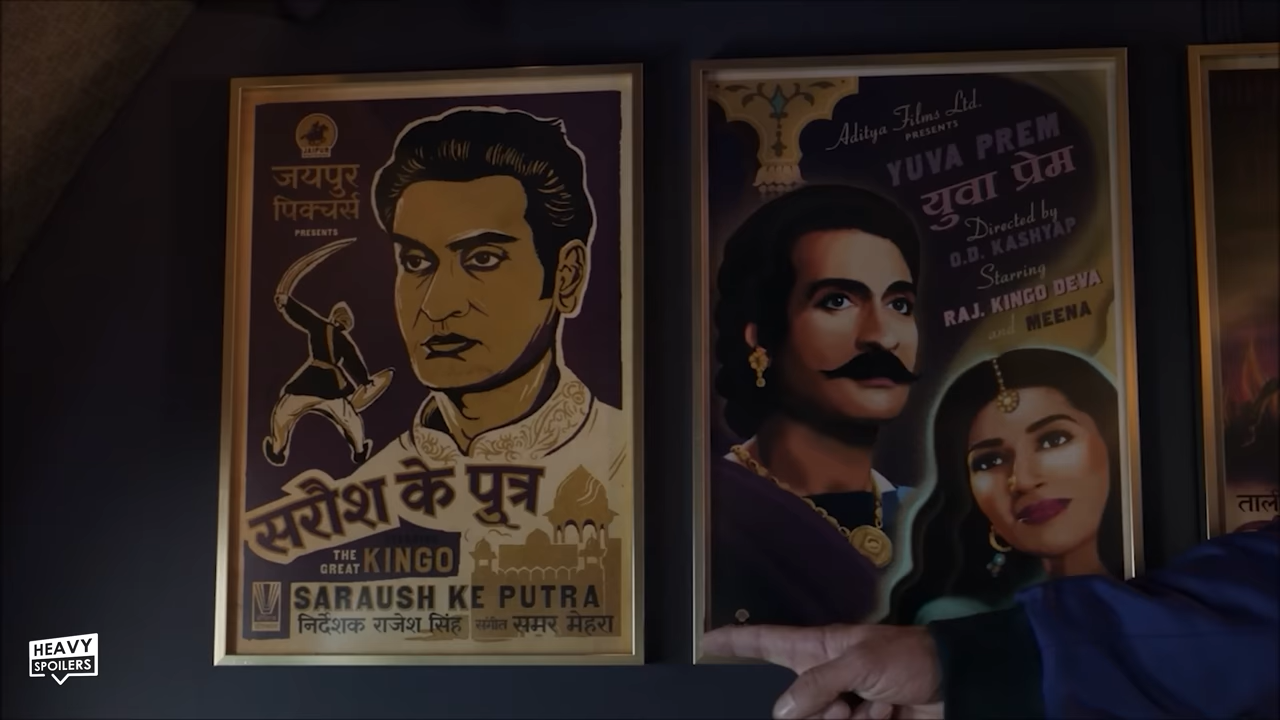 JAIPUR
जयपुर
पिक्चर्स
PRESENTS
सरौश के पुत्र
THE
GREAT KINGO
SARAUSH KE PUTRA
निर्देशक राजेश सिंह संगीत समर मेहरा
Aditya Films Ltd.
PRESENTS
YUVA PREM
युवा प्रेम
Directed by
O.D. KASHYAP
Starring
RAJ. KINGO DEVA
and MEENA
HEAVY
SPOILERS